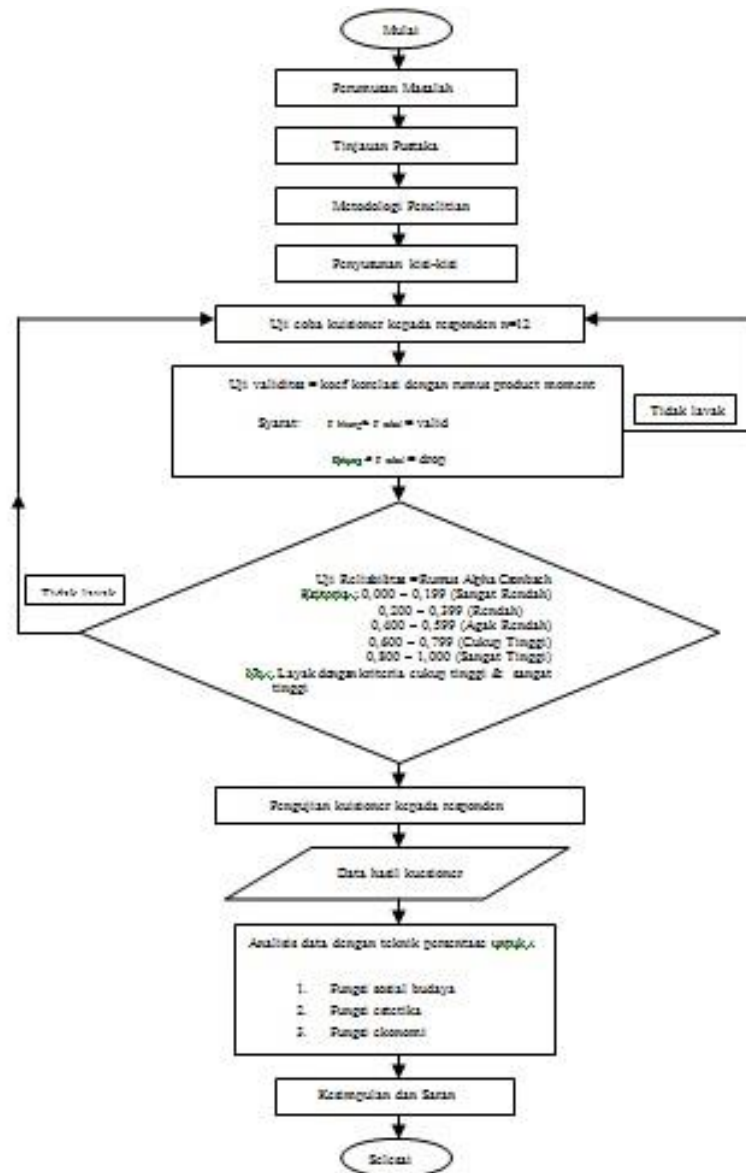 Mulai
Perumusan Masalah
Tinjauan Pustaka
Metodologi Penelitian
Penyusunan kisi-kisi
Uji coba kuisioner kepada responden n=12
Uji validitas = koef korelasi dengan rumus product moment
Tidak layak
Syarat: r = r = valid
= r = drop
Uji Reliabilitas = Rumus Alpha Cronbach
Tidak layak
0,000 – 0,199 (Sangat Rendah)
0,200 – 0,399 (Rendah)
0,400 – 0,599 (Agak Rendah)
0,600 – 0,799 (Cukup Tinggi)
0,800 – 1,000 (Sangat Tinggi)
Layak dengan kriteria cukup tinggi & sangat
tinggi
Pengujian kuisioner kepada responden
Data hasil kuesioner
Analisis data dengan teknik persentase untuk
1. Fungsi sosial budaya
2. Fungsi estetika
3. Fungsi ekonomi
Kesimpulan dan Saran
Selesai